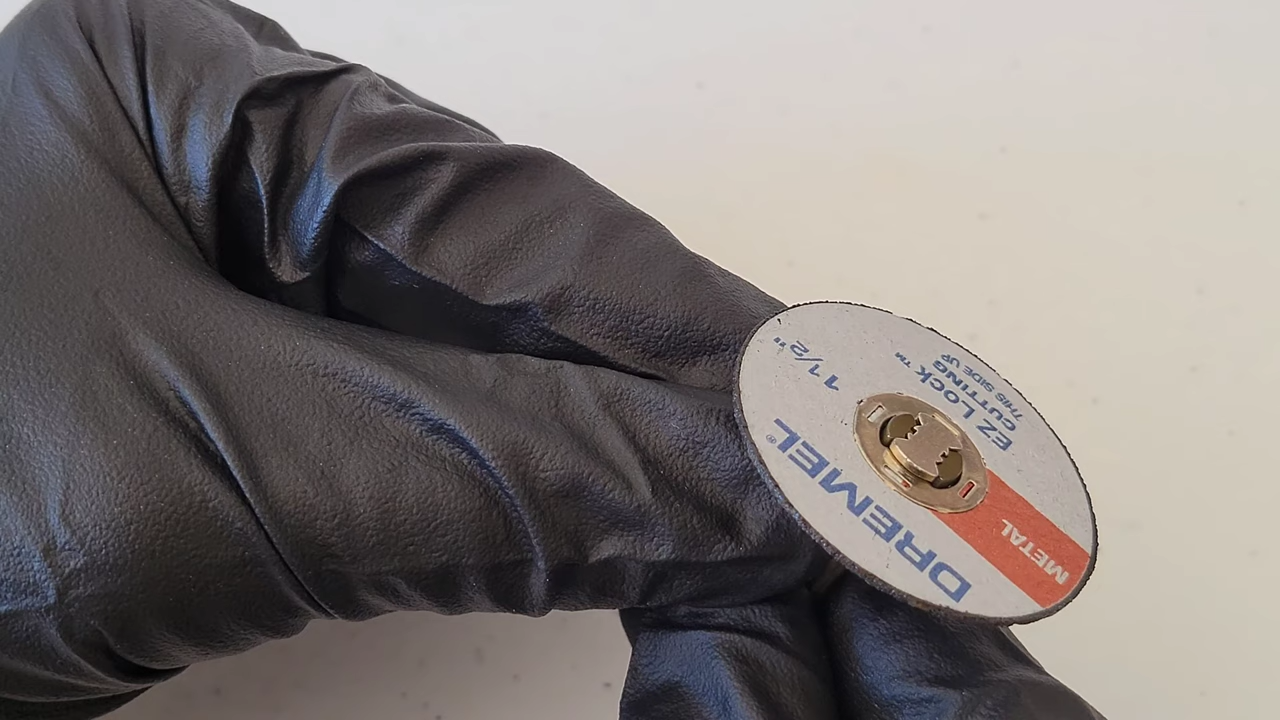 DREMEL®
1 1/2"
EZ LOCK™
CUTTING
THIS SIDE UP
METAL